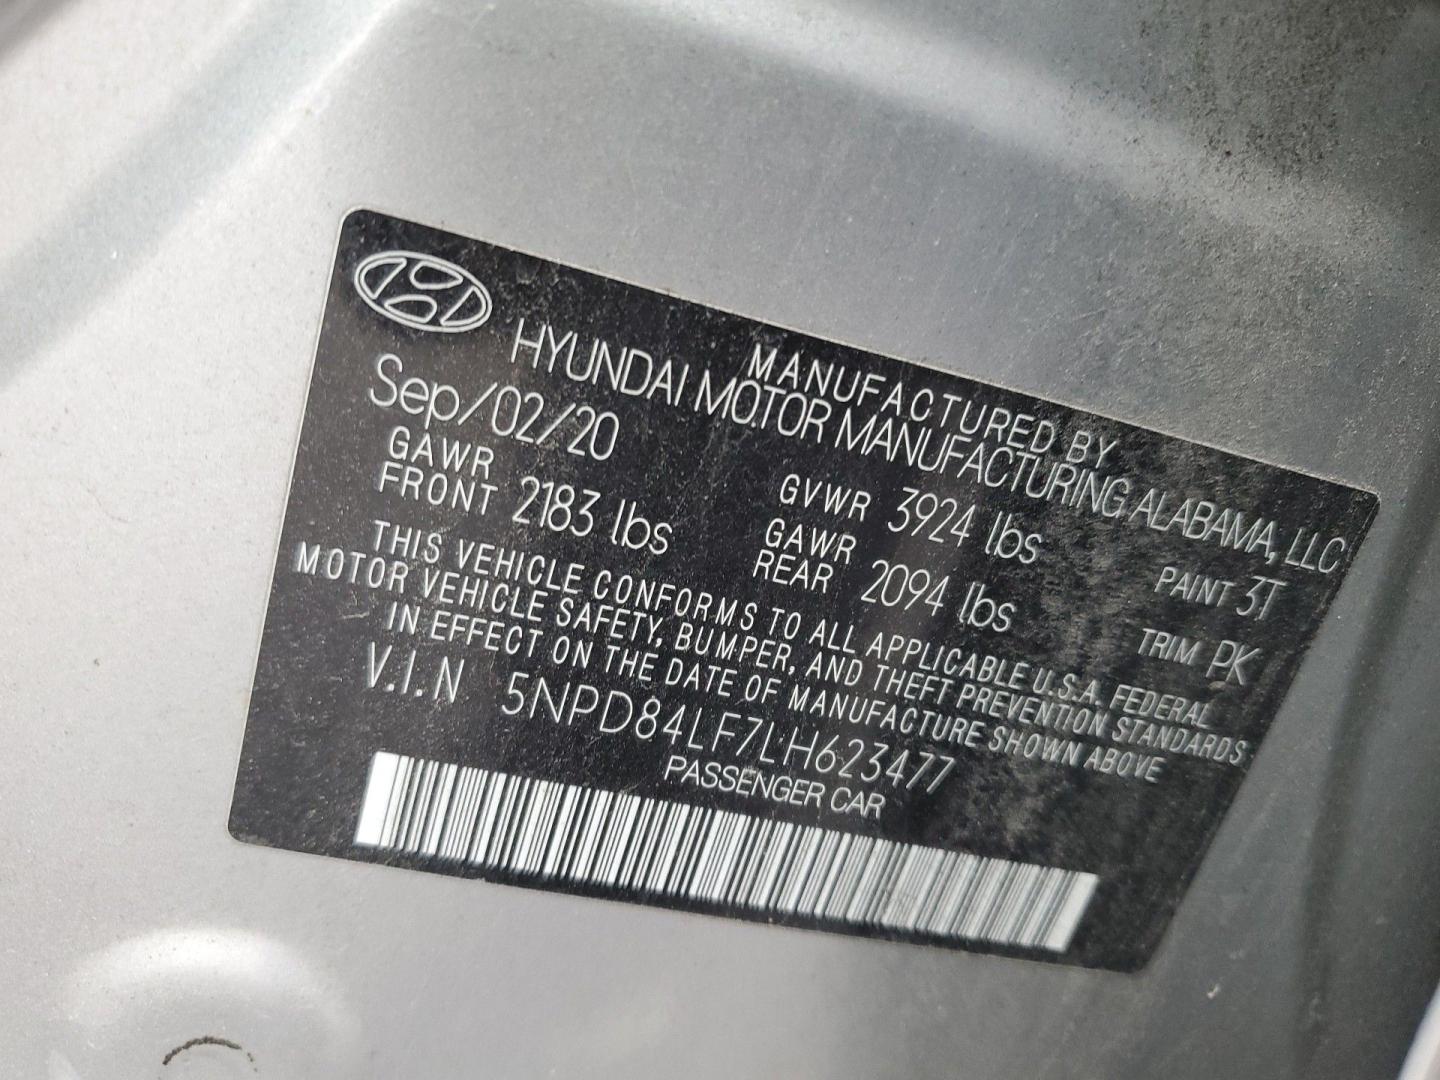 MANUFACTURED BY
HYUNDAI MOTOR MANUFACTURING ALABAMA, LLC
Sep/02/20 GVWR 3924 lbs PAINT 3T
GAWR FRONT 2183 lbs GAWR REAR 2094 lbs TRIM PK
THIS VEHICLE CONFORMS TO ALL APPLICABLE U.S.A. FEDERAL
MOTOR VEHICLE SAFETY, BUMPER, AND THEFT PREVENTION STANDARDS
IN EFFECT ON THE DATE OF MANUFACTURE SHOWN ABOVE
V.I.N 5NPD84LF7LH623477
PASSENGER CAR